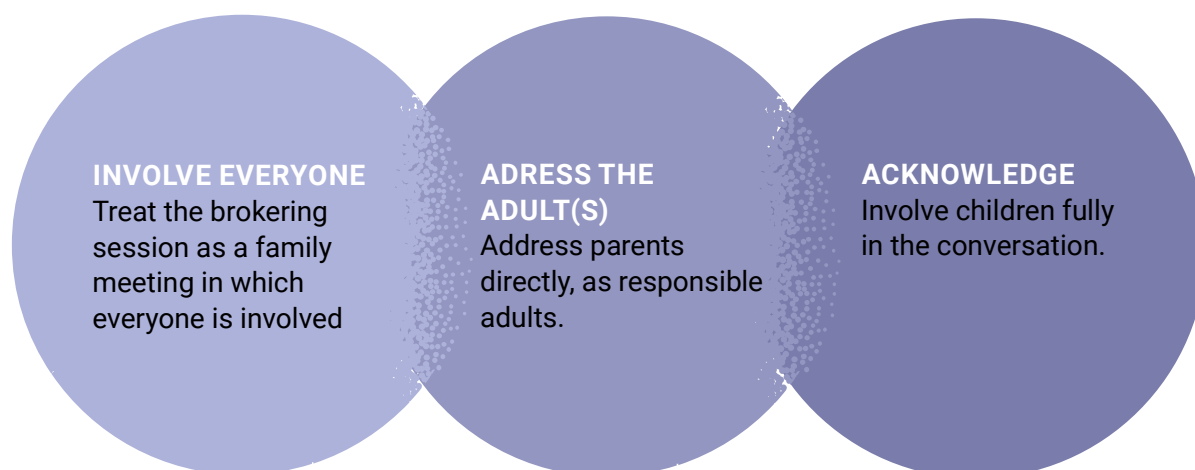 INVOLVE EVERYONE
Treat the brokering
session as a family
meeting in which
everyone is involved
ADRESS THE
ADULT(S)
Address parents
directly, as responsible
adults.
ACKNOWLEDGE
Involve children fully
in the conversation.